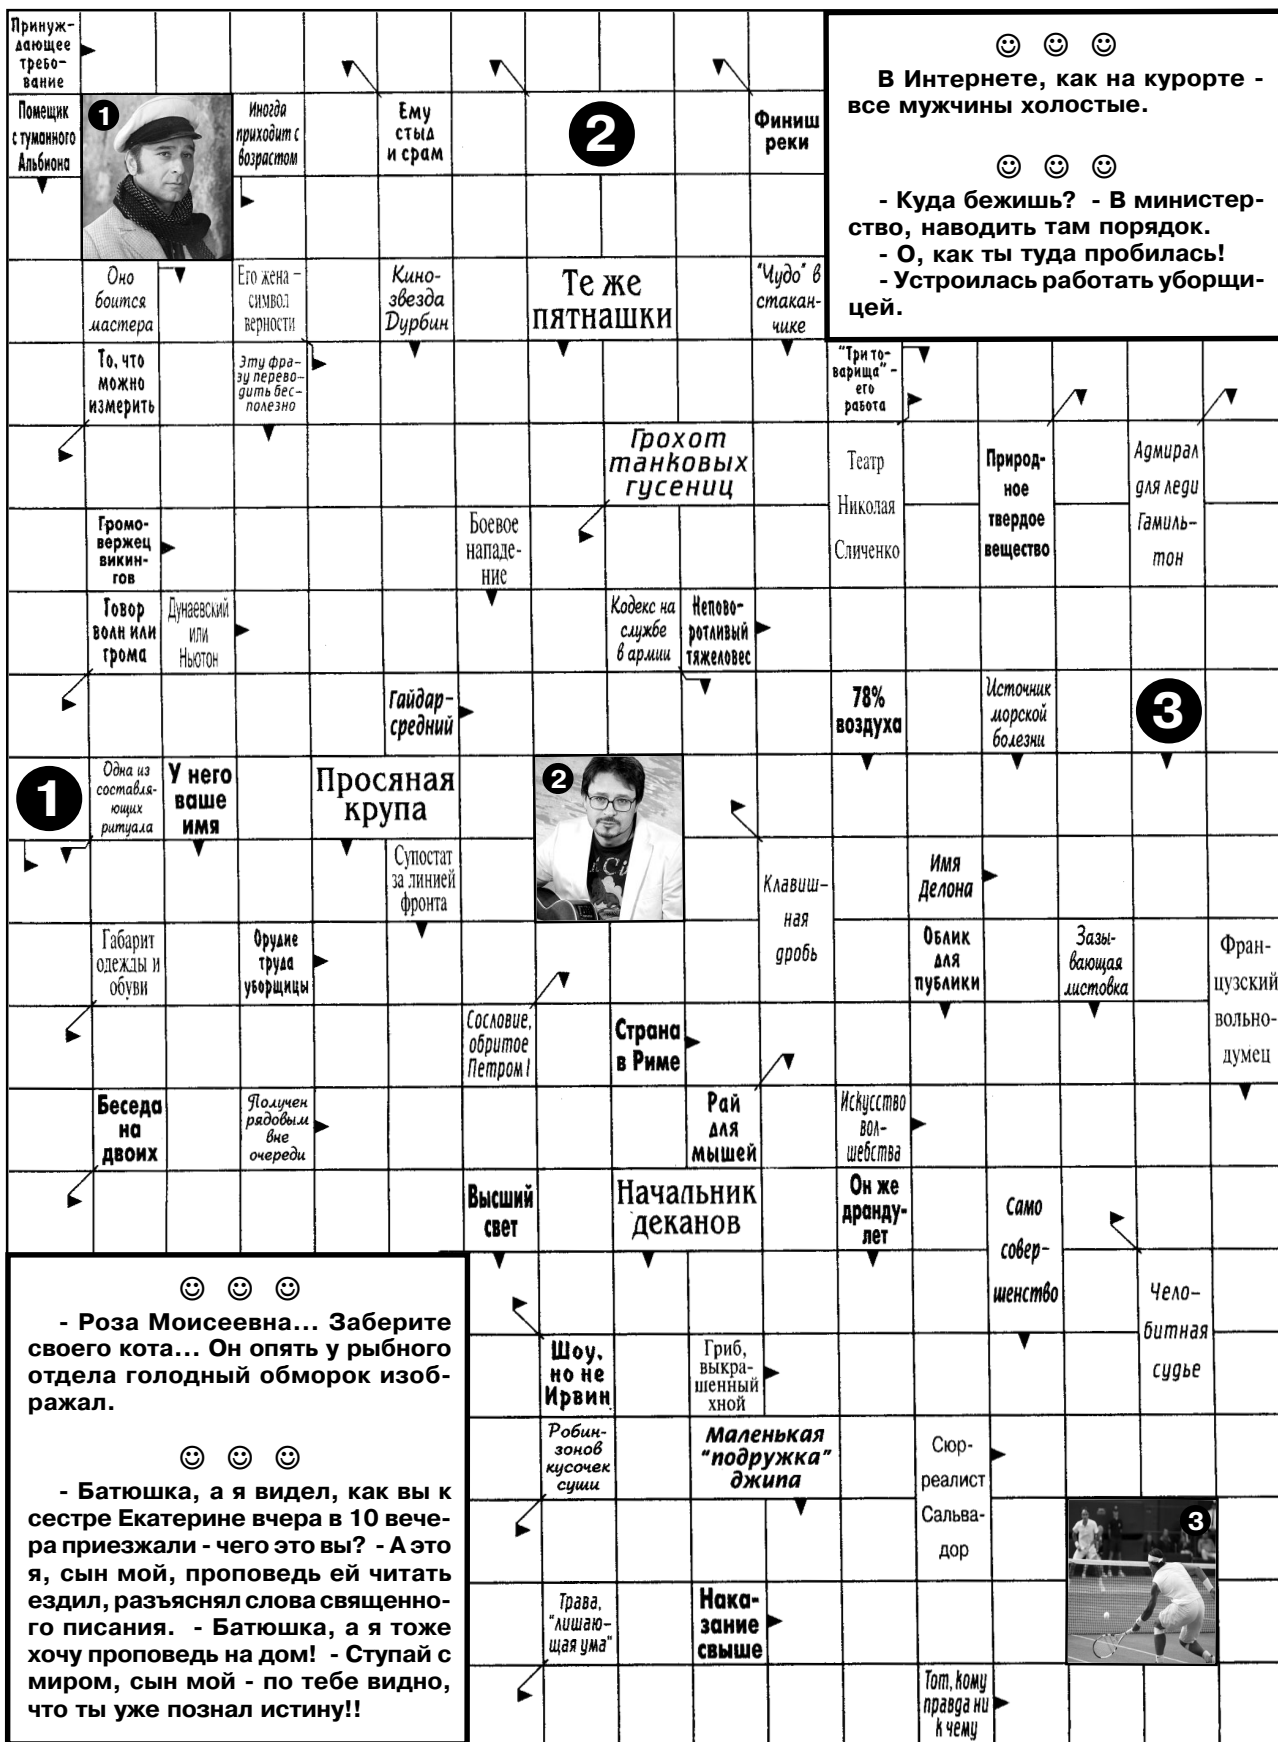 Принуж-
дающее
требо-
вание
Помещик
с туманного
Альбиона
1
Иногда
приходит с
возрастом
Ему
стыд
и срам
2
Финиш
реки
В Интернете, как на курорте -
все мужчины холостые.
- Куда бежишь? - В министер-
ство, наводить там порядок.
- О, как ты туда пробилась!
- Устроилась работать уборщи-
цей.
Оно
боится
мастера
Его жена –
символ
верности
Кино-
звезда
Дурбин
Те же
пятнашки
"Чудо" в
стакан-
чике
То, что
можно
измерить
Эту фра-
зу перево-
дить бес-
полезно
"Три то-
варища" –
его
работа
Грохот
танковых
гусениц
Театр
Николая
Сличенко
Природ-
ное
твердое
вещество
Адмирал
для леди
Гамиль-
тон
Громо-
вержец
викин-
гов
Боевое
нападе-
ние
Говор
волн или
грома
Дунаевский
или
Ньютон
Кодекс на
службе
в армии
Непово-
ротливый
тяжеловес
Гайдар-
средний
78%
воздуха
Источник
морской
болезни
3
1
Одна из
составля-
ющих
ритуала
У него
ваше
имя
Просяная
крупа
2
Супостат
за линией
фронта
Клавиш-
ная
дробь
Имя
Делона
Габарит
одежды и
обуви
Орудие
труда
уборщицы
Облик
для
публики
Зазы-
вающая
листовка
Фран-
цузский
вольно-
думец
Сословие,
обритое
Петром I
Страна
в Риме
Беседа
на
двоих
Получен
рядовым
вне
очереди
Рай
для
мышей
Искусство
вол-
шебства
Высший
свет
Начальник
деканов
Он же
драндy-
лет
Само
совер-
шенство
Чело-
битная
судье
- Роза Моисеевна... Заберите
своего кота... Он опять у рыбного
отдела голодный обморок изоб-
ражал.
- Батюшка, а я видел, как вы к
сестре Екатерине вчера в 10 вече-
ра приезжали - чего это вы? - А это
я, сын мой, проповедь ей читать
ездил, разъяснял слова священно-
го писания. - Батюшка, а я тоже
хочу проповедь на дом! - Ступай с
миром, сын мой - по тебе видно,
что ты уже познал истину!!
Шоу,
но не
Ирвин
Гриб,
выкра-
шенный
хной
Робин-
зонов
кусочек
суши
Маленькая
"подружка"
джипа
Сюр-
реалист
Сальва-
дор
3
Трава,
"лишаю-
щая ума"
Нака-
зание
свыше
Тот, кому
правда ни
к чему